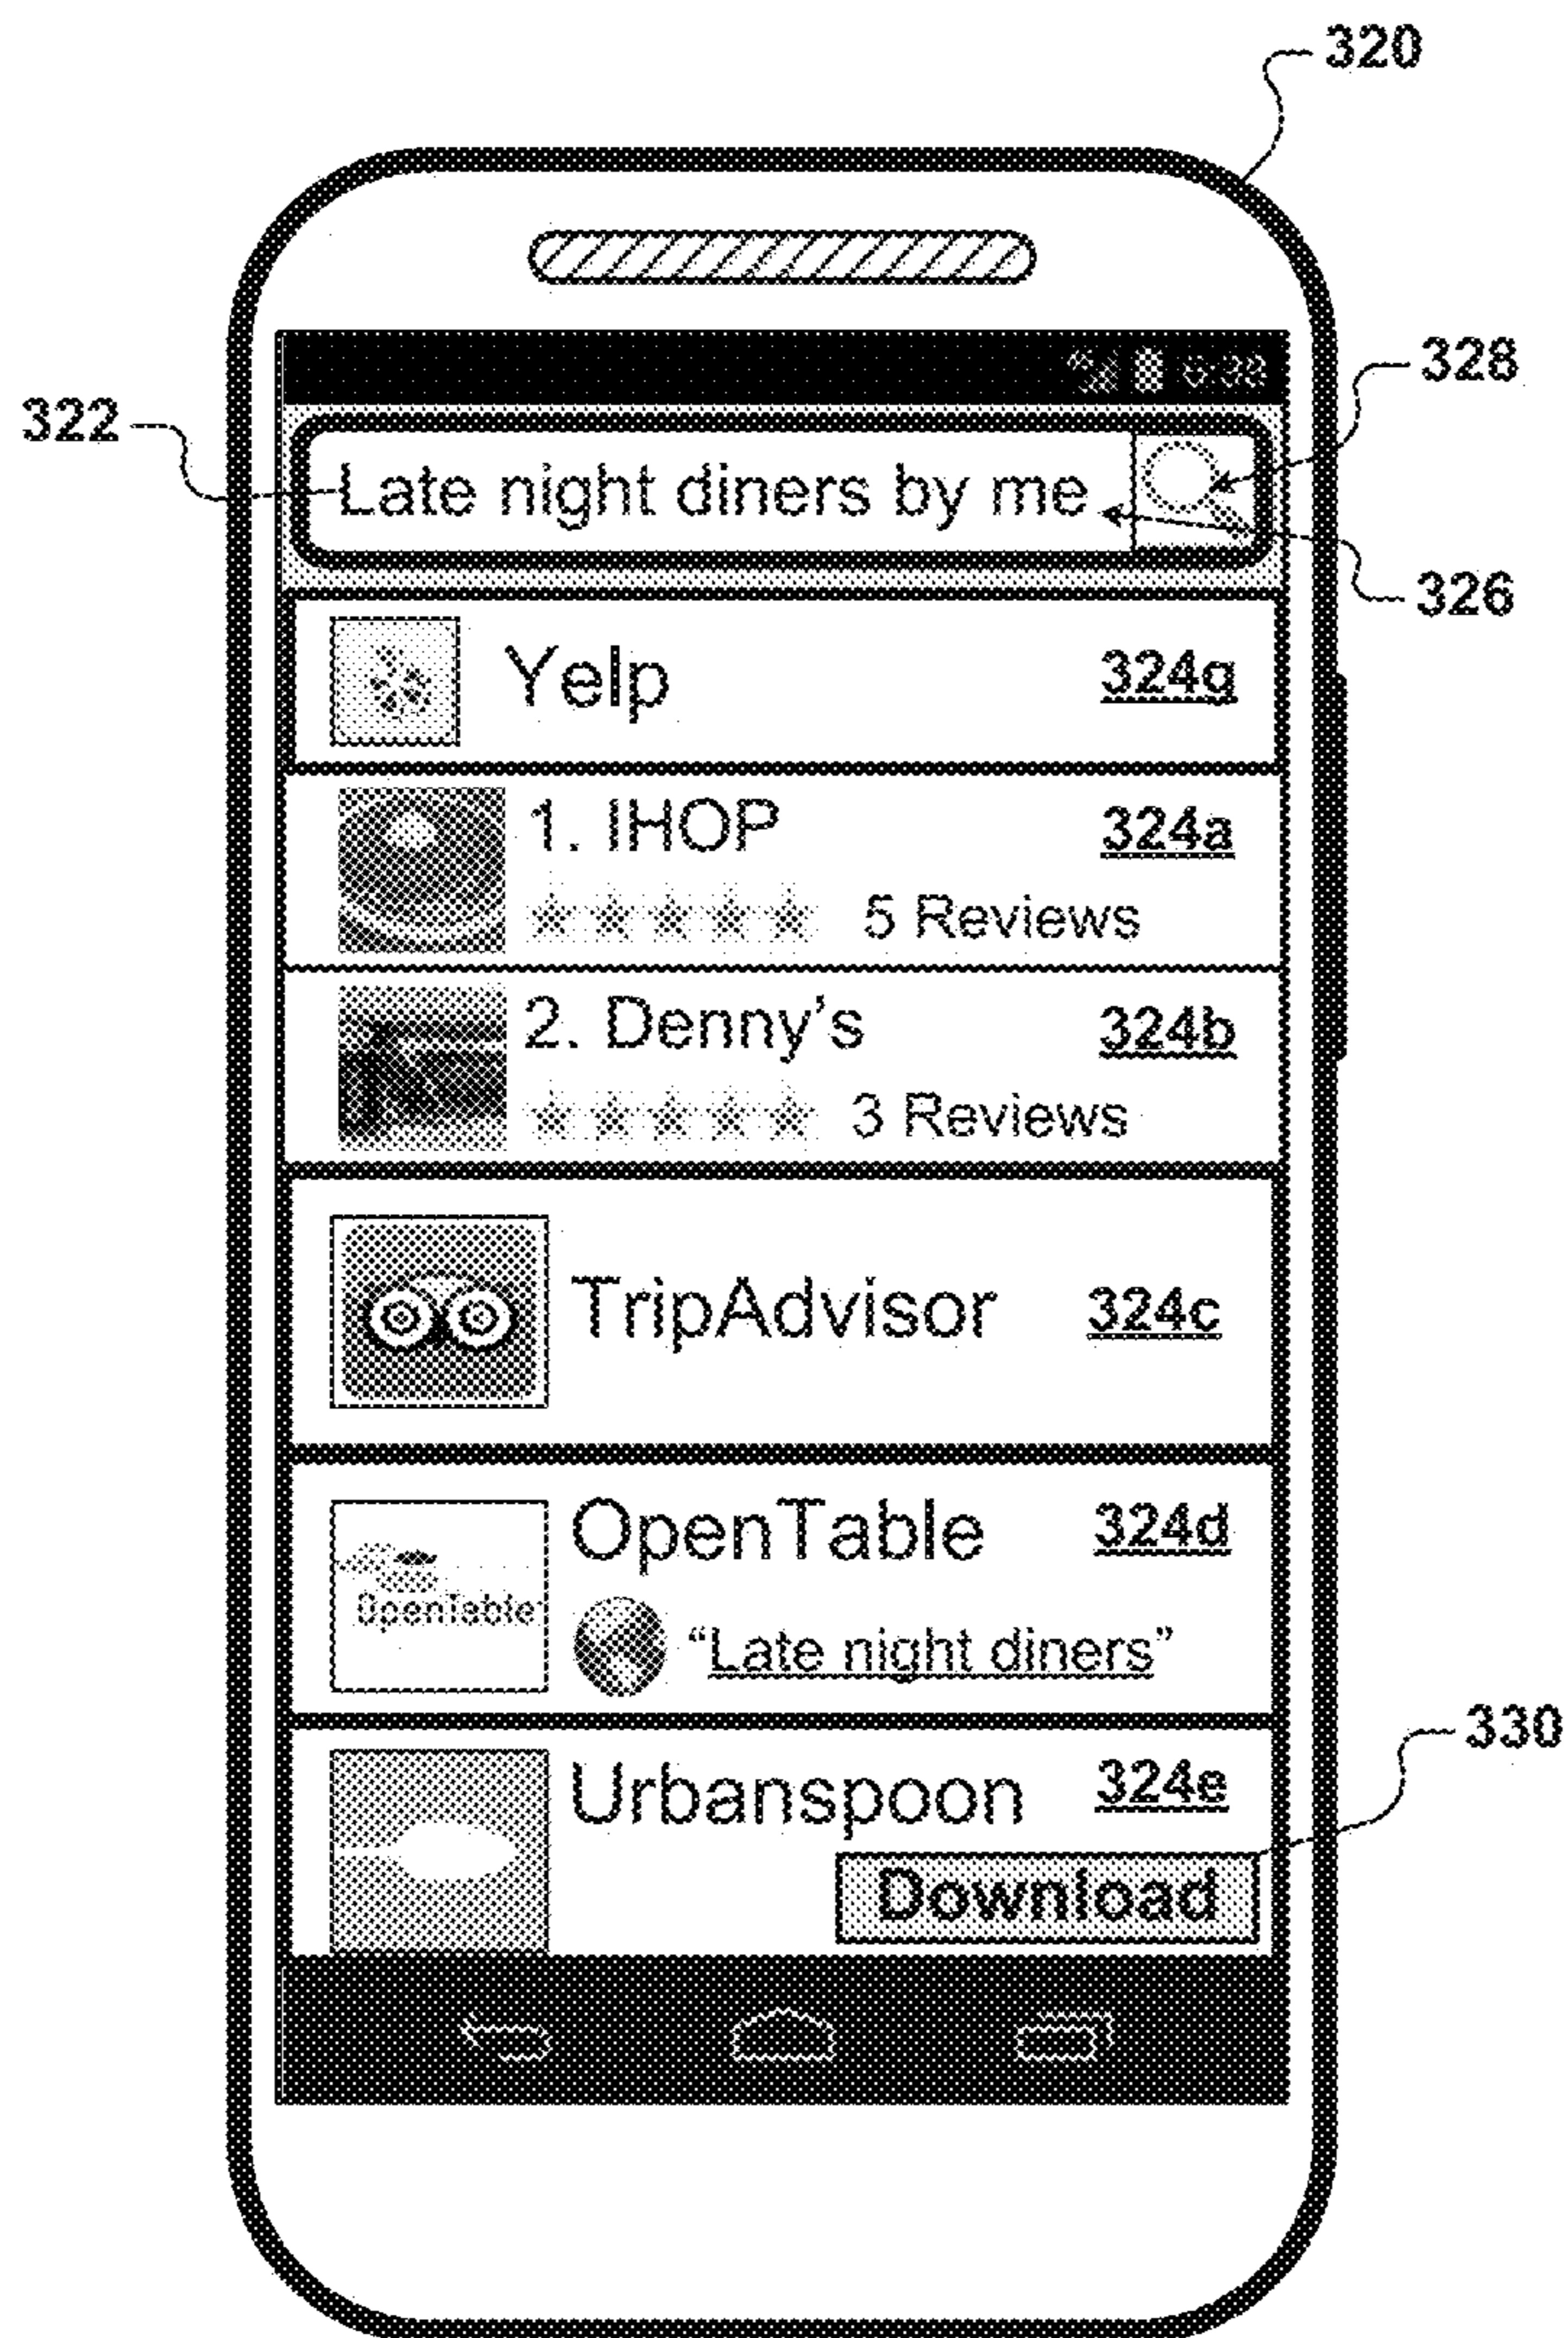 320
328
322
Late night diners by me
326
Yelp 324g
1. IHOP 324a
5 Reviews
2. Denny's 324b
3 Reviews
TripAdvisor 324c
OpenTable 324d
OpenTable
“Late night diners”
330
Urbanspoon 324e
Download